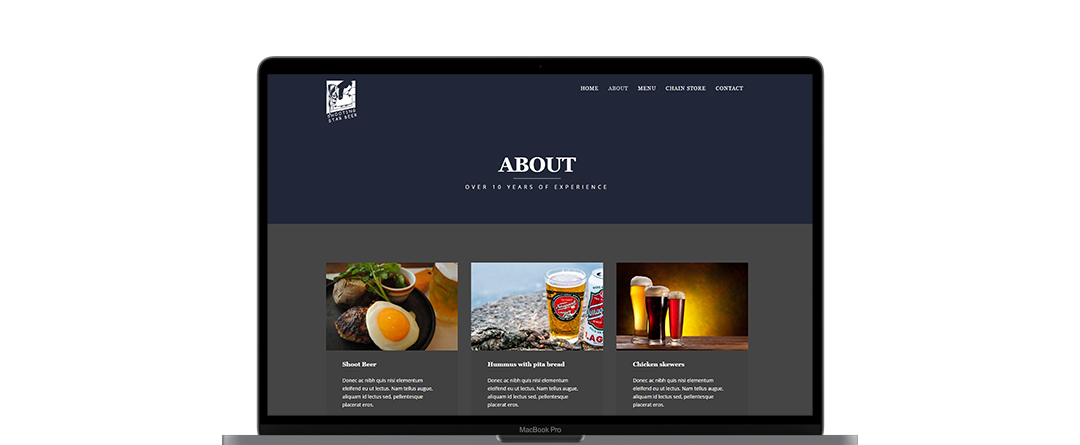 SHOOTING
STAR BEER
HOME ABOUT MENU CHAIN STORE CONTACT
ABOUT
OVER 10 YEARS OF EXPERIENCE
LAG
Shoot Beer
Donec ac nibh quis nisi elementum
eleifend eu ut lectus. Nam tellus augue,
aliquam id lectus sed, pellentesque
placerat eros.
Hummus with pita bread
Donec ac nibh quis nisi elementum
eleifend eu ut lectus. Nam tellus augue,
aliquam id lectus sed, pellentesque
placerat eros.
Chicken skewers
Donec ac nibh quis nisi elementum
eleifend eu ut lectus. Nam tellus augue,
aliquam id lectus sed, pellentesque
placerat eros.
MacBook Pro